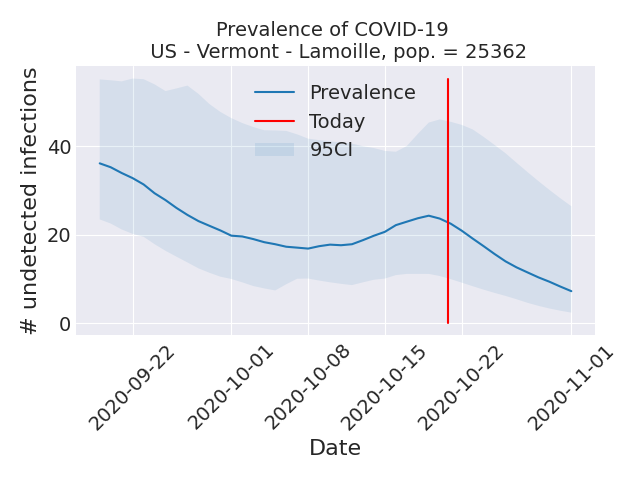 Prevalence of COVID-19
US - Vermont - Lamoille, pop. = 25362
# undetected infections
40
20
0
Prevalence
Today
95CI
2020-09-22
2020-10-01
2020-10-08
2020-10-15
2020-10-22
2020-11-01
Date